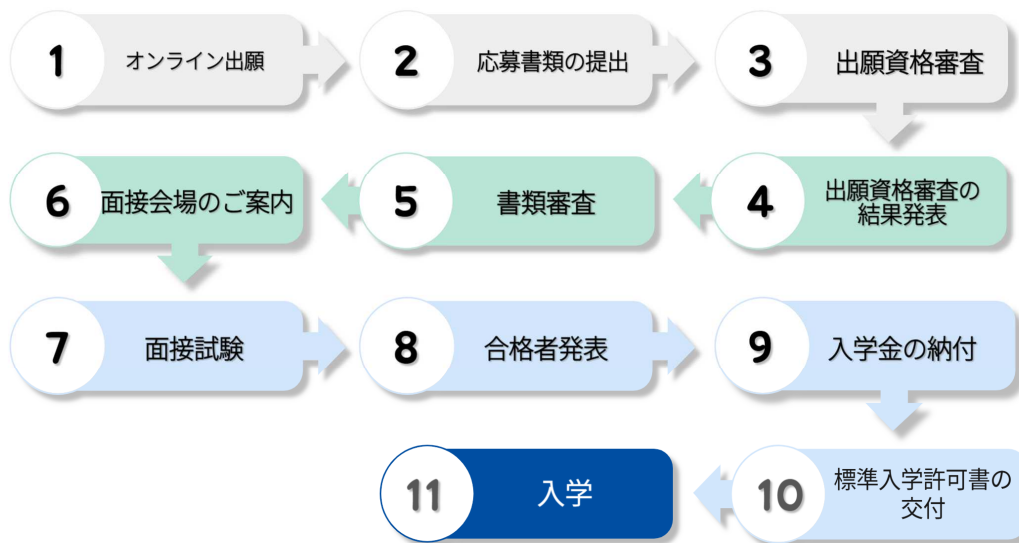 1 オンライン出願
2 応募書類の提出
3 出願資格審査
4 出願資格審査の
結果発表
5 書類審査
6 面接会場のご案内
7 面接試験
8 合格者発表
9 入学金の納付
10 標準入学許可書の
交付
11 入学